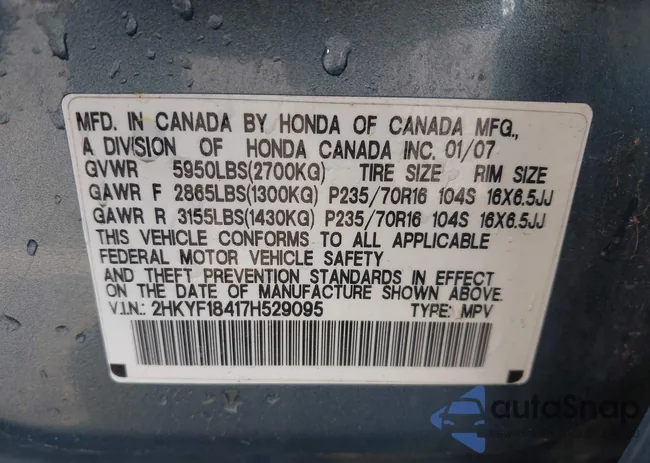 MFD. IN CANADA BY HONDA OF CANADA MFG.,
A DIVISION OF HONDA CANADA INC. 01/07
GVWR 5950LBS(2700KG) TIRE SIZE RIM SIZE
GAWR F 2865LBS(1300KG) P235/70R16 104S 16X6.5JJ
GAWR R 3155LBS(1430KG) P235/70R16 104S 16X6.5JJ
THIS VEHICLE CONFORMS TO ALL APPLICABLE
FEDERAL MOTOR VEHICLE SAFETY
AND THEFT PREVENTION STANDARDS IN EFFECT
ON THE DATE OF MANUFACTURE SHOWN ABOVE.
V.I.N.: 2HKYF18417H529095 TYPE: MPV
autoSnap